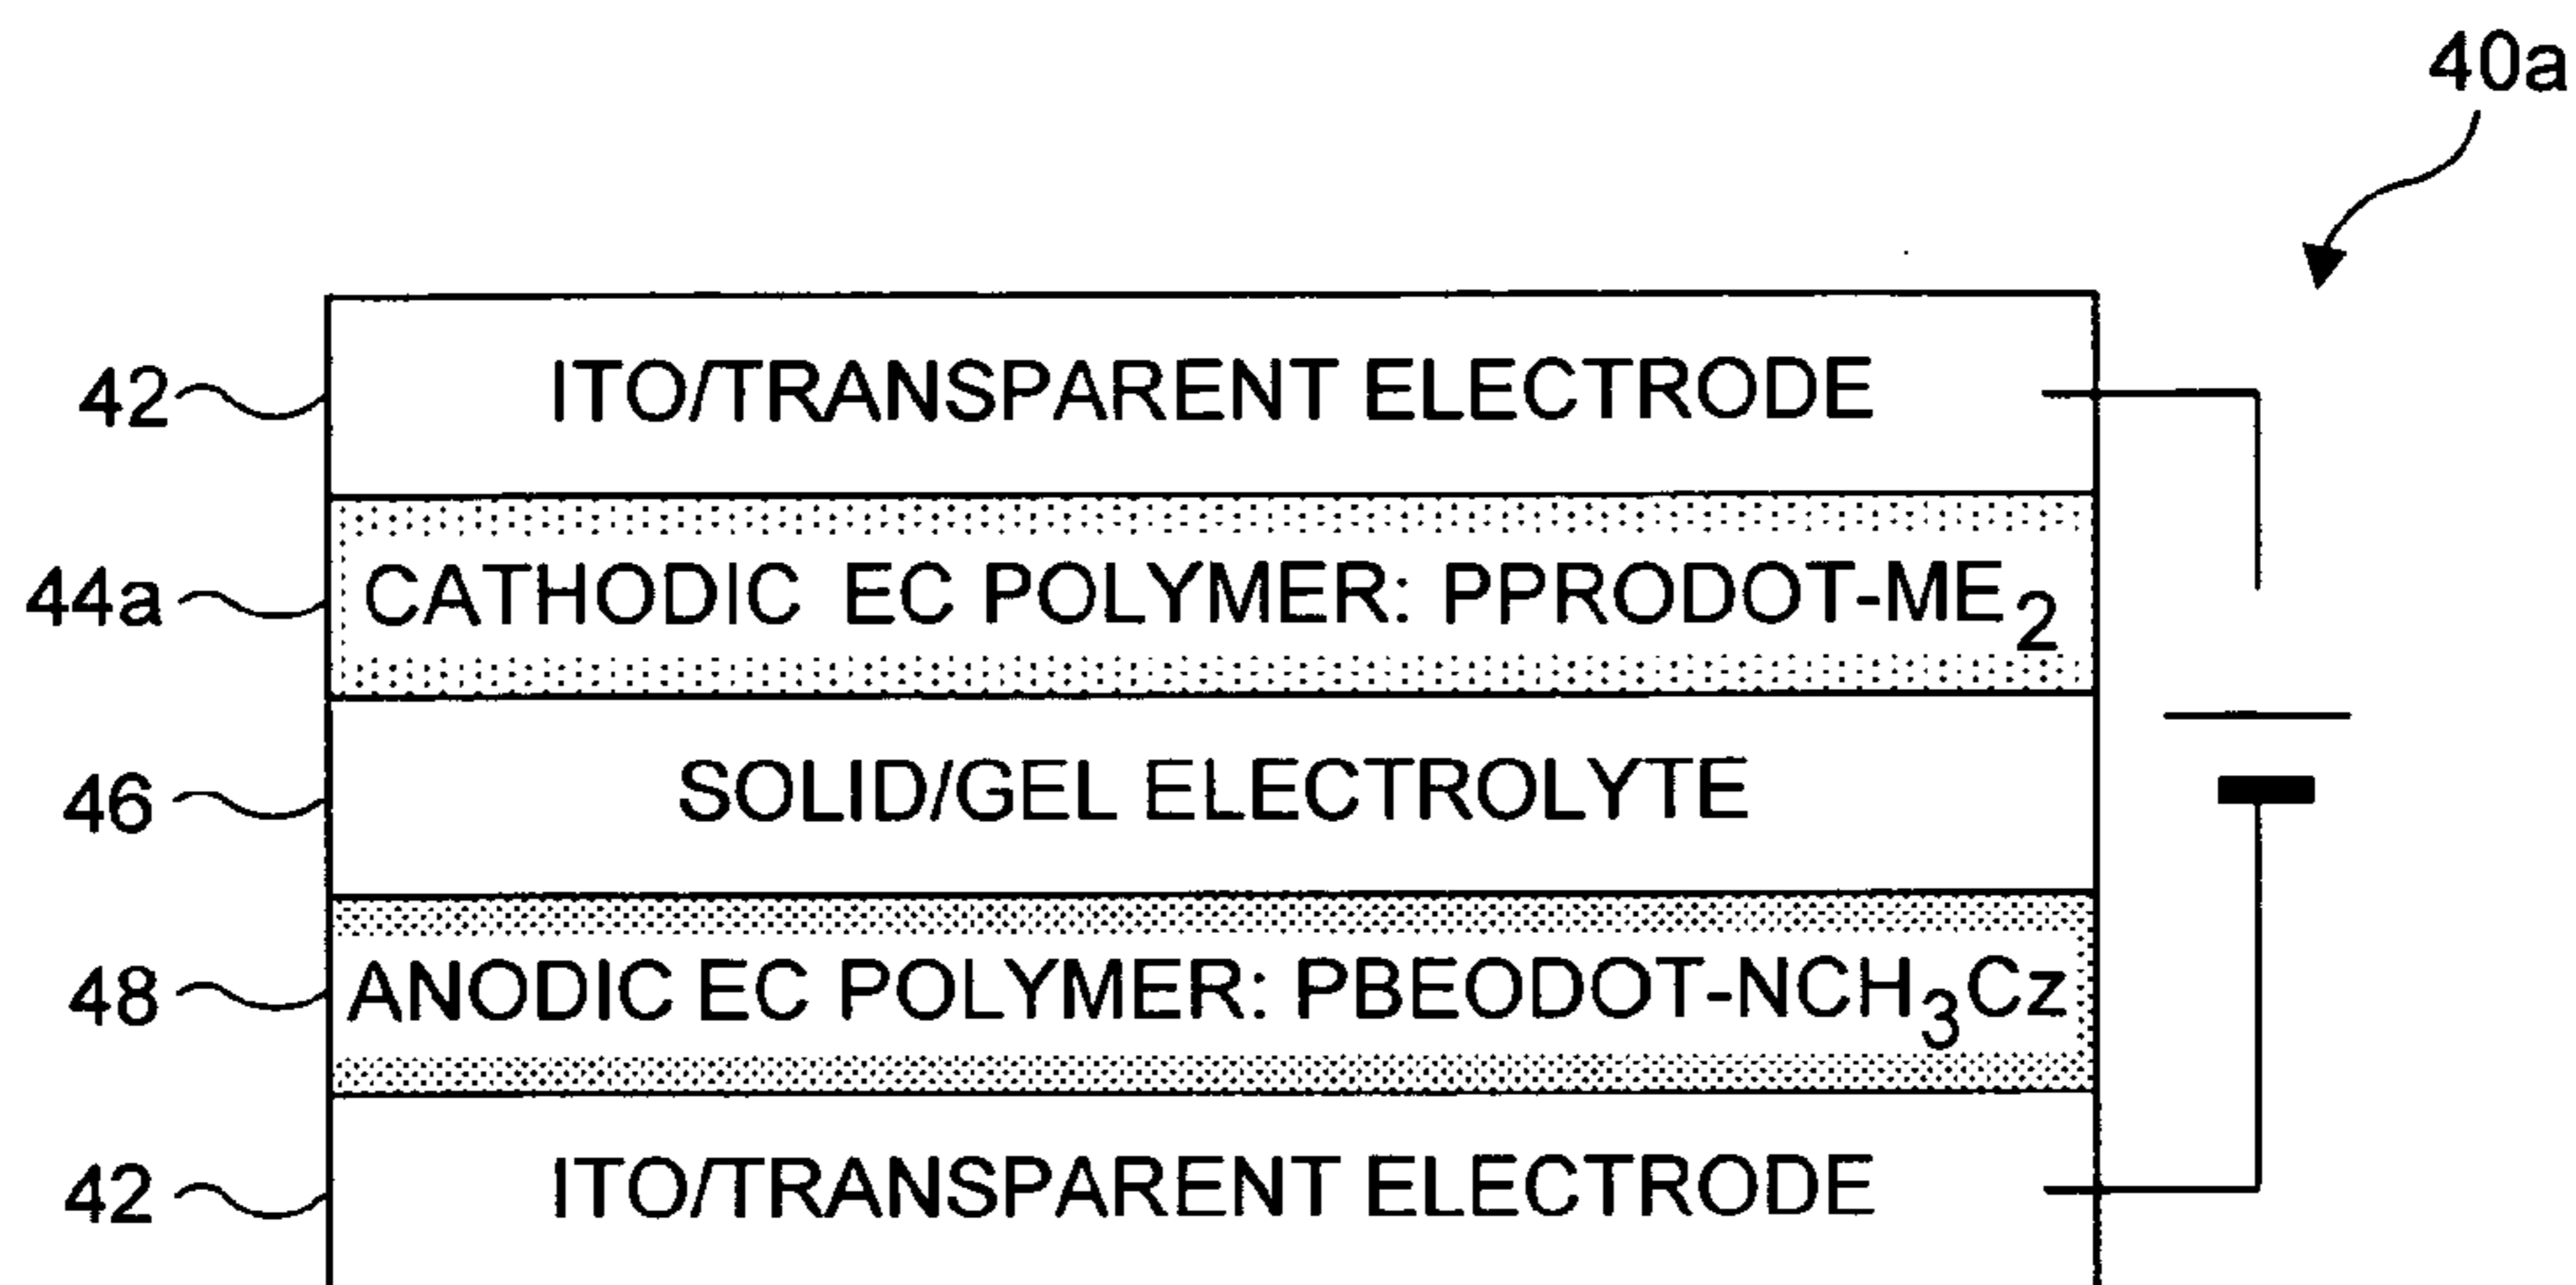 40a
42 ITO/TRANSPARENT ELECTRODE
44a CATHODIC EC POLYMER: PPRODOT-ME2
46 SOLID/GEL ELECTROLYTE
48 ANODIC EC POLYMER: PBEODOT-NCH3Cz
42 ITO/TRANSPARENT ELECTRODE